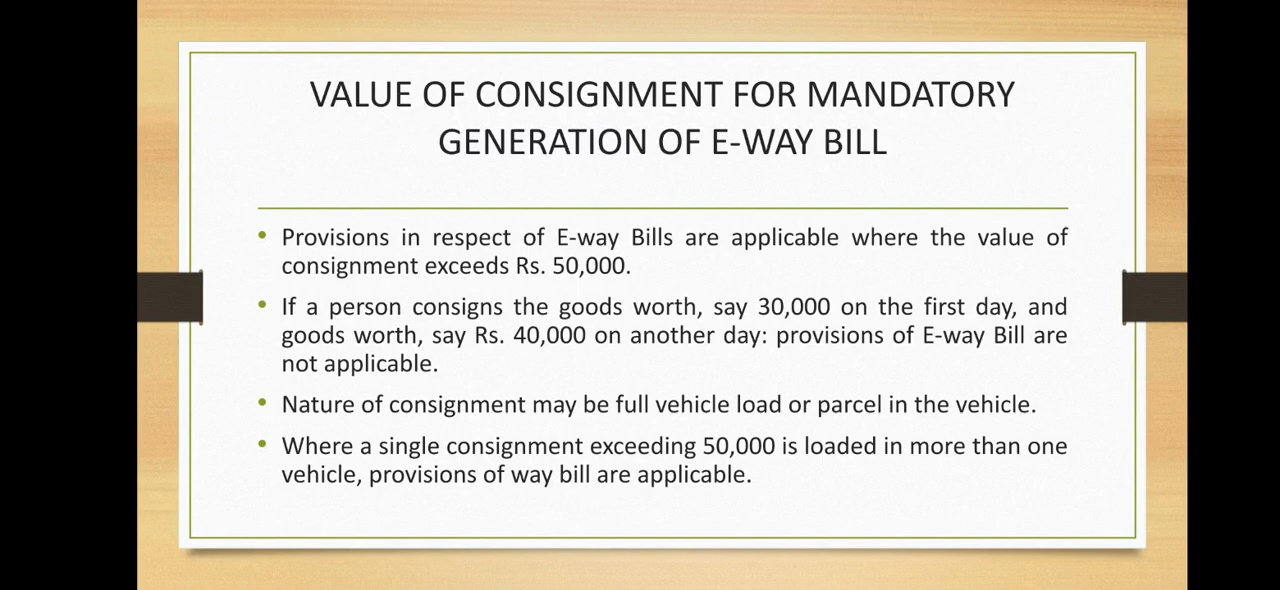 VALUE OF CONSIGNMENT FOR MANDATORY
GENERATION OF E-WAY BILL
• Provisions in respect of E-way Bills are applicable where the value of
consignment exceeds Rs. 50,000.
• If a person consigns the goods worth, say 30,000 on the first day, and
goods worth, say Rs. 40,000 on another day: provisions of E-way Bill are
not applicable.
• Nature of consignment may be full vehicle load or parcel in the vehicle.
• Where a single consignment exceeding 50,000 is loaded in more than one
vehicle, provisions of way bill are applicable.